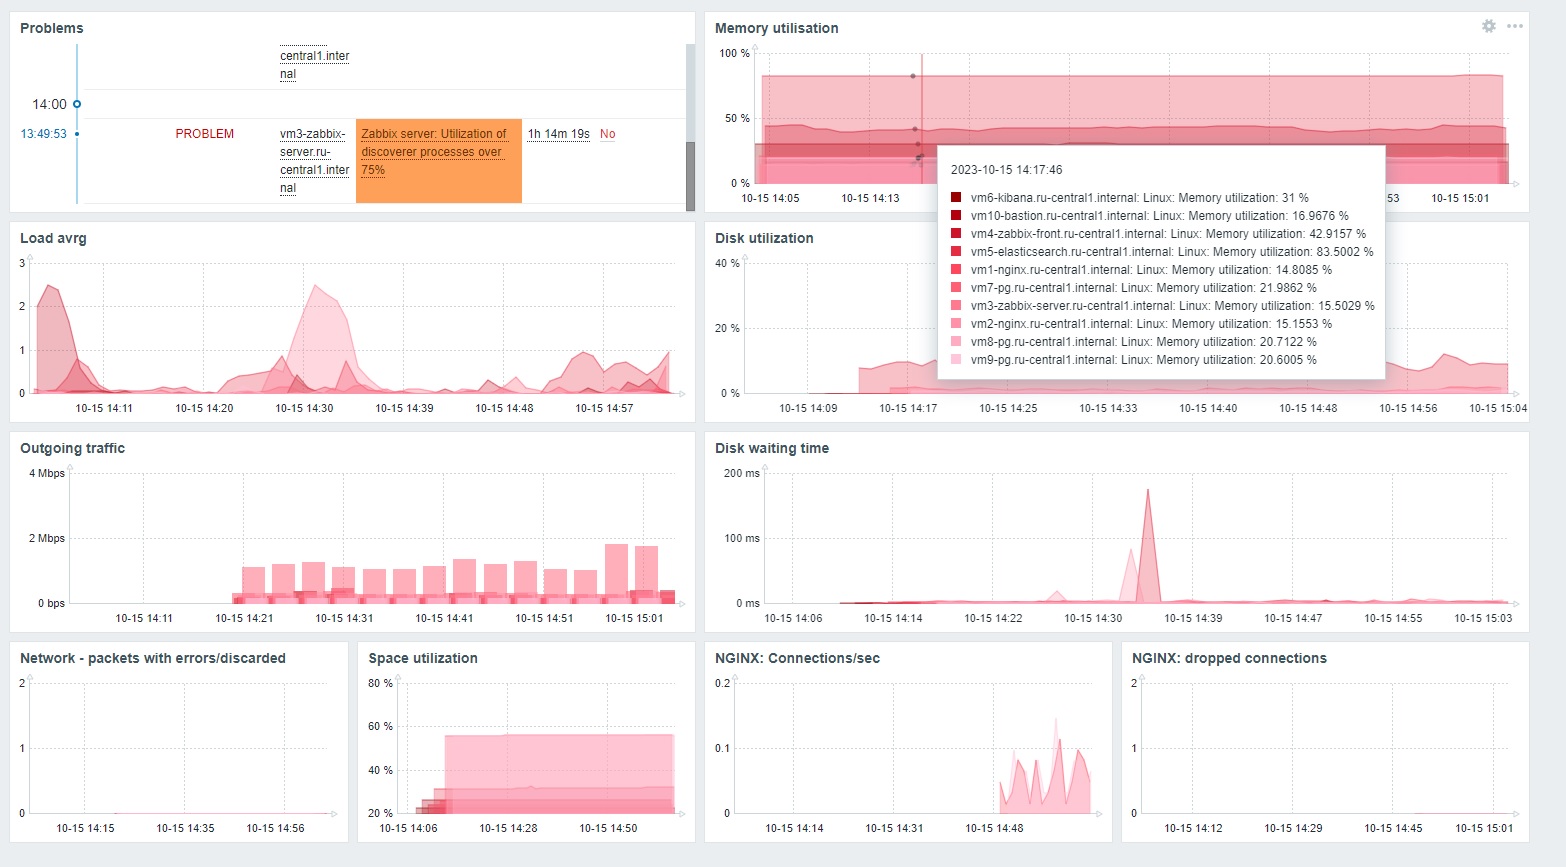 Problems
central1.inter
nal
14:00
13:49:53
PROBLEM
vm3-zabbix-
server.ru-
central1.inter
nal
Zabbix server: Utilization of
discoverer processes over
75%
1h 14m 19s
No
Memory utilisation
100 %
50 %
0 %
10-15 14:05
10-15 14:13
53
10-15 15:01
2023-10-15 14:17:46
vm6-kibana.ru-central1.internal: Linux: Memory utilization: 31 %
vm10-bastion.ru-central1.internal: Linux: Memory utilization: 16.9676 %
vm4-zabbix-front.ru-central1.internal: Linux: Memory utilization: 42.9157 %
vm5-elasticsearch.ru-central1.internal: Linux: Memory utilization: 83.5002 %
vm1-nginx.ru-central1.internal: Linux: Memory utilization: 14.8085 %
vm7-pg.ru-central1.internal: Linux: Memory utilization: 21.9862 %
vm3-zabbix-server.ru-central1.internal: Linux: Memory utilization: 15.5029 %
vm2-nginx.ru-central1.internal: Linux: Memory utilization: 15.1553 %
vm8-pg.ru-central1.internal: Linux: Memory utilization: 20.7122 %
vm9-pg.ru-central1.internal: Linux: Memory utilization: 20.6005 %
Load avrg
3
2
1
0
10-15 14:11
10-15 14:20
10-15 14:30
10-15 14:39
10-15 14:48
10-15 14:57
Disk utilization
40 %
20 %
0 %
10-15 14:09
10-15 14:17
10-15 14:25
10-15 14:33
10-15 14:40
10-15 14:48
10-15 14:56
10-15 15:04
Outgoing traffic
4 Mbps
2 Mbps
0 bps
10-15 14:11
10-15 14:21
10-15 14:31
10-15 14:41
10-15 14:51
10-15 15:01
Disk waiting time
200 ms
100 ms
0 ms
10-15 14:06
10-15 14:14
10-15 14:22
10-15 14:30
10-15 14:39
10-15 14:47
10-15 14:55
10-15 15:03
Network - packets with errors/discarded
2
1
0
10-15 14:15
10-15 14:35
10-15 14:56
Space utilization
80 %
60 %
40 %
20 %
10-15 14:06
10-15 14:28
10-15 14:50
NGINX: Connections/sec
0.2
0.1
0
10-15 14:14
10-15 14:31
10-15 14:48
NGINX: dropped connections
2
1
0
10-15 14:12
10-15 14:29
10-15 14:45
10-15 15:01